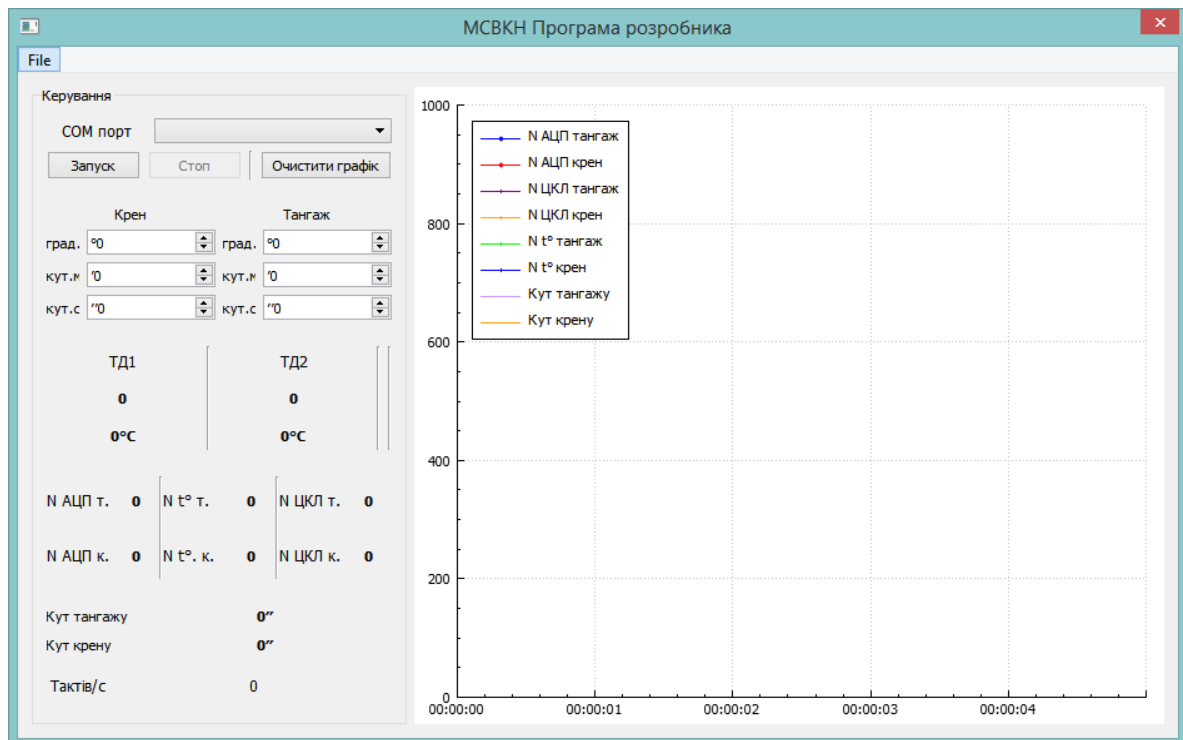 МСВКН Програма розробника
File
Керування
COM порт
Запуск Стоп Очистити графік
Крен Тангаж
град. °0 град. °0
кут.м ′0 кут.м ′0
кут.с ″0 кут.с ″0
ТД1 ТД2
0 0
0°C 0°C
N АЦП т. 0 N t° т. 0 N ЦКЛ т. 0
N АЦП к. 0 N t°. к. 0 N ЦКЛ к. 0
Кут тангажу 0″
Кут крену 0″
Тактів/с 0
1000
800
600
400
200
0
N АЦП тангаж
N АЦП крен
N ЦКЛ тангаж
N ЦКЛ крен
N t° тангаж
N t° крен
Кут тангажу
Кут крену
00:00:00 00:00:01 00:00:02 00:00:03 00:00:04